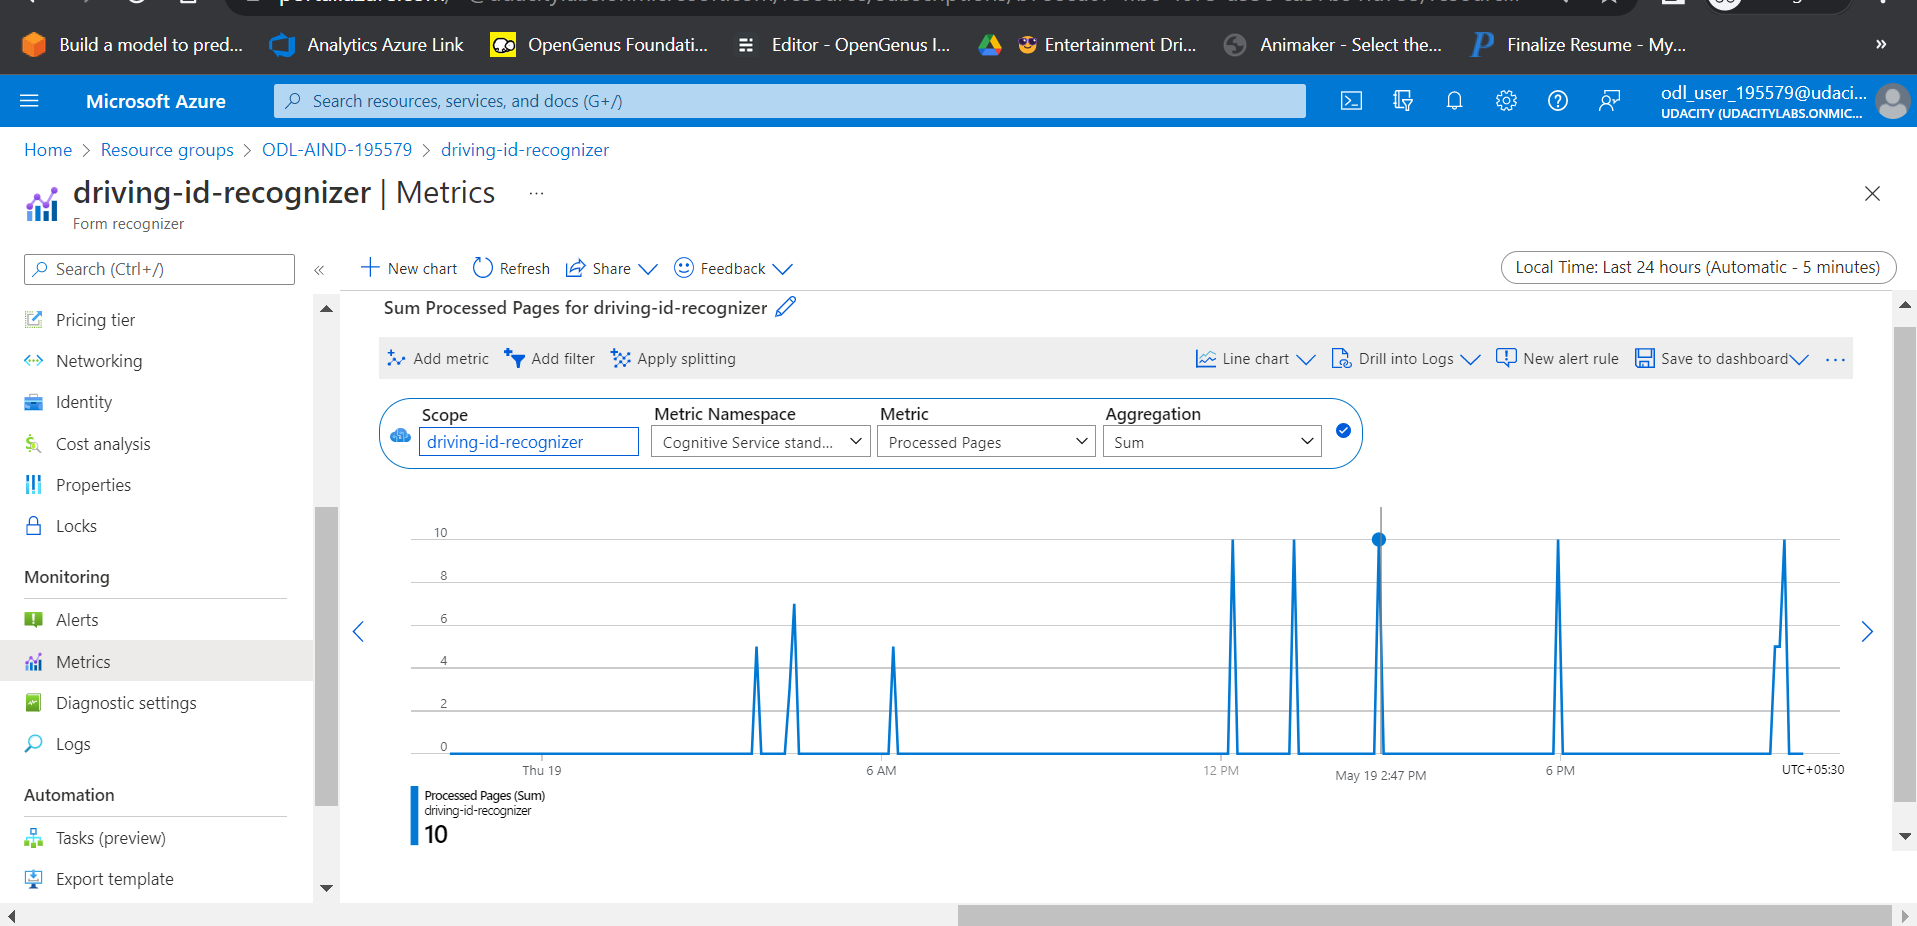 Build a model to pred...
Analytics Azure Link
OpenGenus Foundati...
Editor - OpenGenus I...
Entertainment Dri...
Animaker - Select the...
Finalize Resume - My...
»
Microsoft Azure
Search resources, services, and docs (G+/)
odl_user_195579@udaci...
UDACITY (UDACITYLABS.ONMIC...
Home > Resource groups > ODL-AIND-195579 > driving-id-recognizer
driving-id-recognizer | Metrics ...
Form recognizer
Search (Ctrl+/)
«
New chart
Refresh
Share
Feedback
Local Time: Last 24 hours (Automatic - 5 minutes)
Pricing tier
Networking
Identity
Cost analysis
Properties
Locks
Monitoring
Alerts
Metrics
Diagnostic settings
Logs
Automation
Tasks (preview)
Export template
Sum Processed Pages for driving-id-recognizer
Add metric
Add filter
Apply splitting
Line chart
Drill into Logs
New alert rule
Save to dashboard
...
Scope
driving-id-recognizer
Metric Namespace
Cognitive Service stand...
Metric
Processed Pages
Aggregation
Sum
10
8
6
4
2
0
Thu 19
6 AM
12 PM
May 19 2:47 PM
6 PM
UTC+05:30
Processed Pages (Sum)
driving-id-recognizer
10